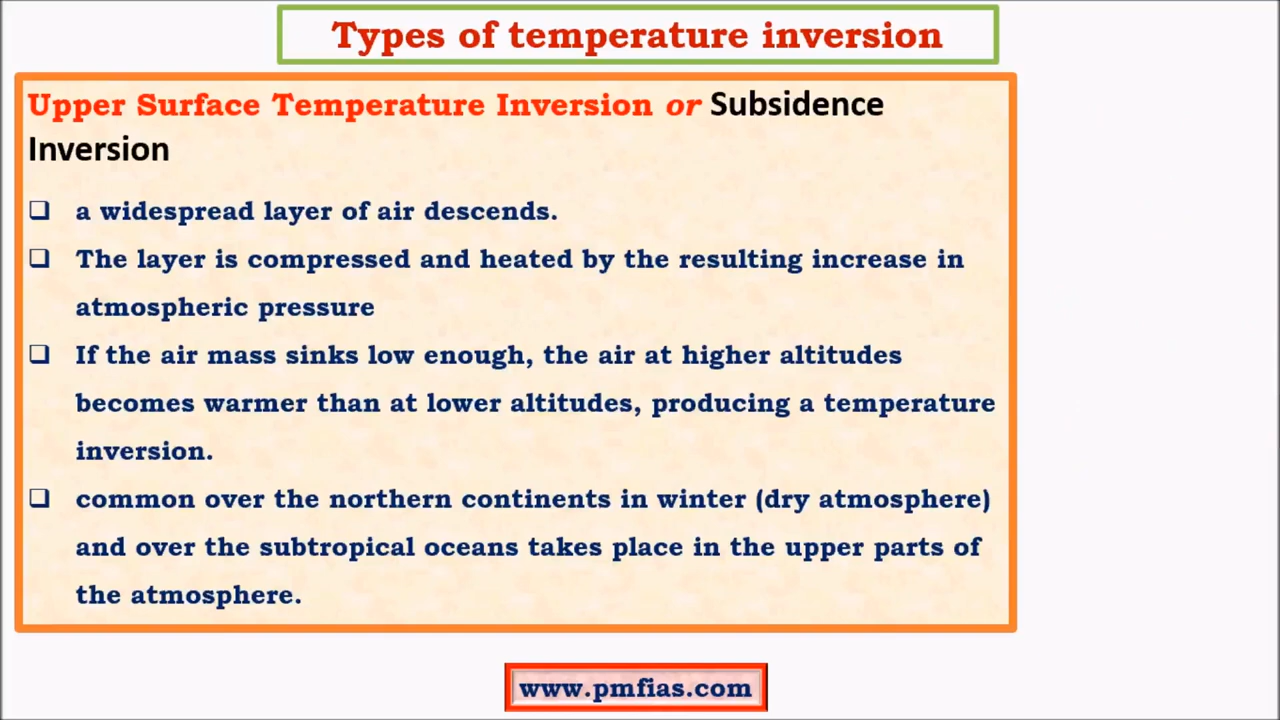 Types of temperature inversion
Upper Surface Temperature Inversion or Subsidence
Inversion
❑ a widespread layer of air descends.
❑ The layer is compressed and heated by the resulting increase in
atmospheric pressure
❑ If the air mass sinks low enough, the air at higher altitudes
becomes warmer than at lower altitudes, producing a temperature
inversion.
❑ common over the northern continents in winter (dry atmosphere)
and over the subtropical oceans takes place in the upper parts of
the atmosphere.
www.pmfias.com